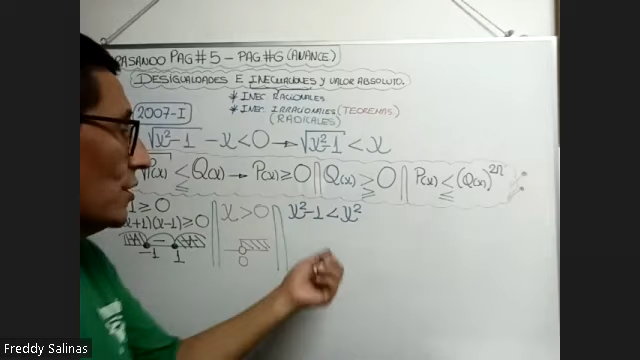 PASANDO PAG#5 - PAG#6 (AVANCE)
DESIGUALDADES E INECUACIONES Y VALOR ABSOLUTO.
* INEC RACIONALES
* INEC IRRACIONALES (TEOREMAS)
(RADICALES)
2007-I
√x²-1 - x < 0 → √x²-1 < x
P(x) ≤ Q(x) → P(x) ≥ 0 || Q(x) ≥ 0 || P(x) ≤ (Q(x))²ⁿ
1 ≥ 0 || x > 0 || x²-1 < x²
x+1)(x-1) ≥ 0
-1 1 0
Freddy Salinas